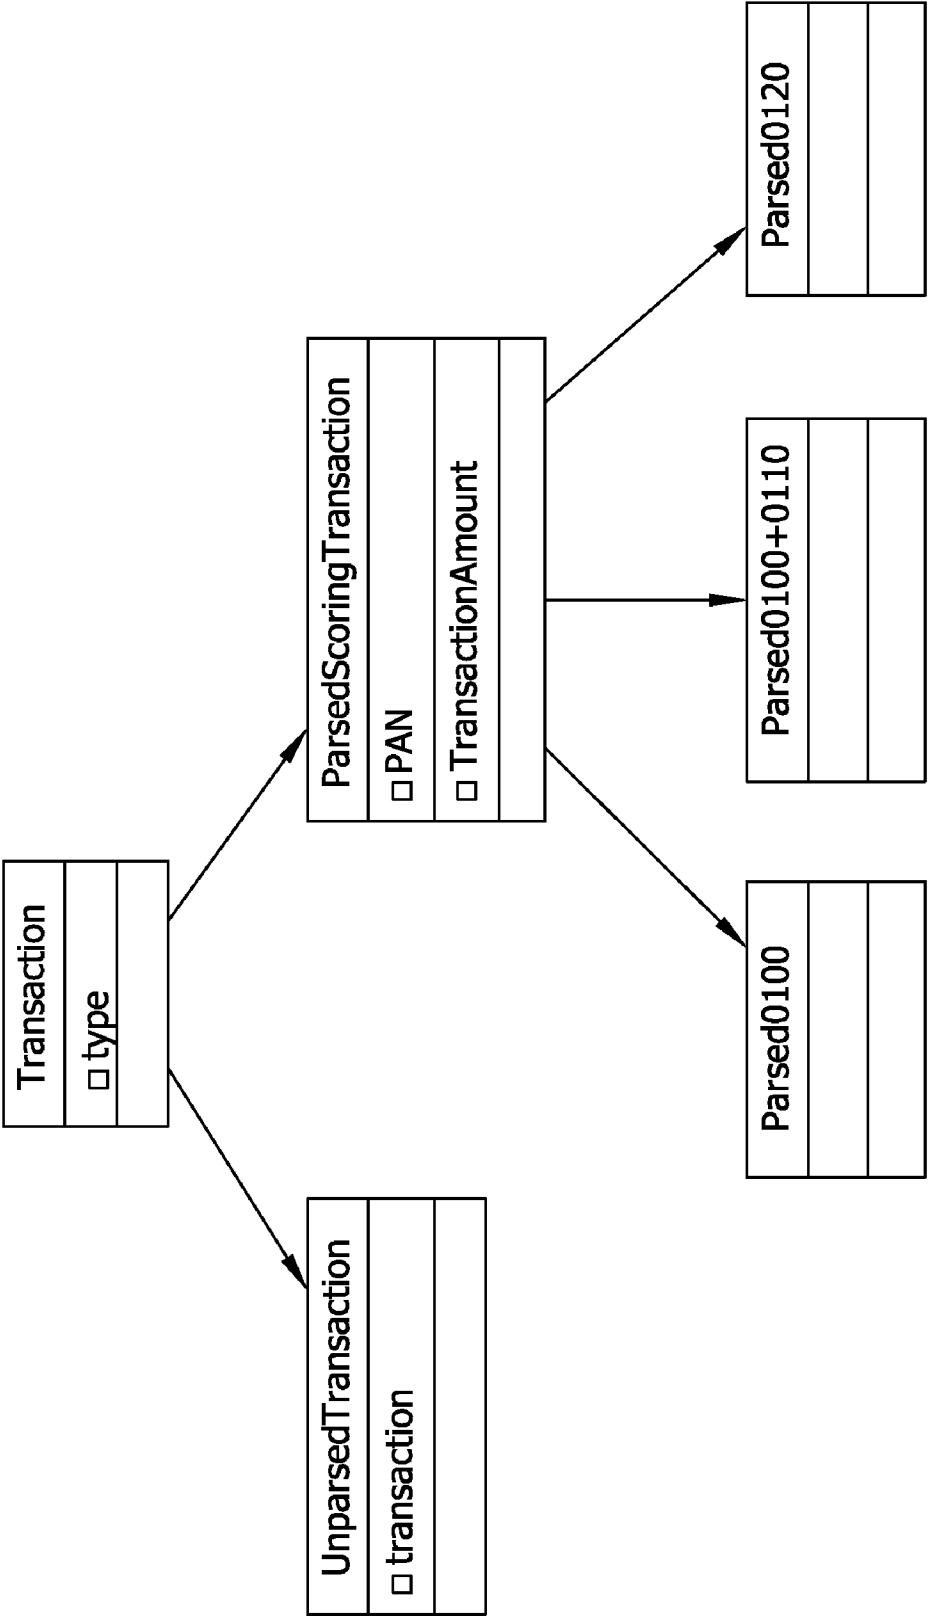 Transaction
□ type
UnparsedTransaction
□ transaction
ParsedScoringTransaction
□ PAN
□ TransactionAmount
Parsed0100
Parsed0100+0110
Parsed0120